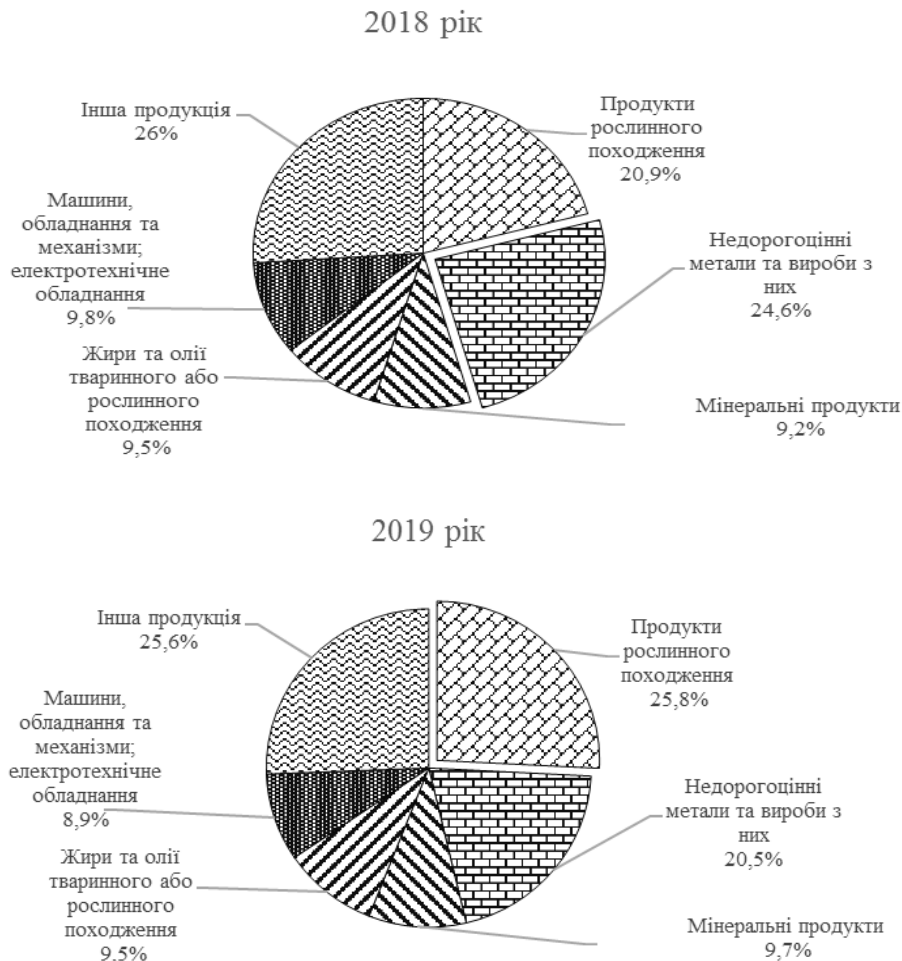 2018 рік
Інша продукція
26%
Продукти
рослинного
походження
20,9%
Машини,
обладнання та
механізми;
електротехнічне
обладнання
9,8%
Недорогоцінні
метали та вироби з
них
24,6%
Жири та олії
тваринного або
рослинного
походження
9,5%
Мінеральні продукти
9,2%
2019 рік
Інша продукція
25,6%
Продукти
рослинного
походження
25,8%
Машини,
обладнання та
механізми;
електротехнічне
обладнання
8,9%
Недорогоцінні
метали та вироби з
них
20,5%
Жири та олії
тваринного або
рослинного
походження
9,5%
Мінеральні продукти
9,7%